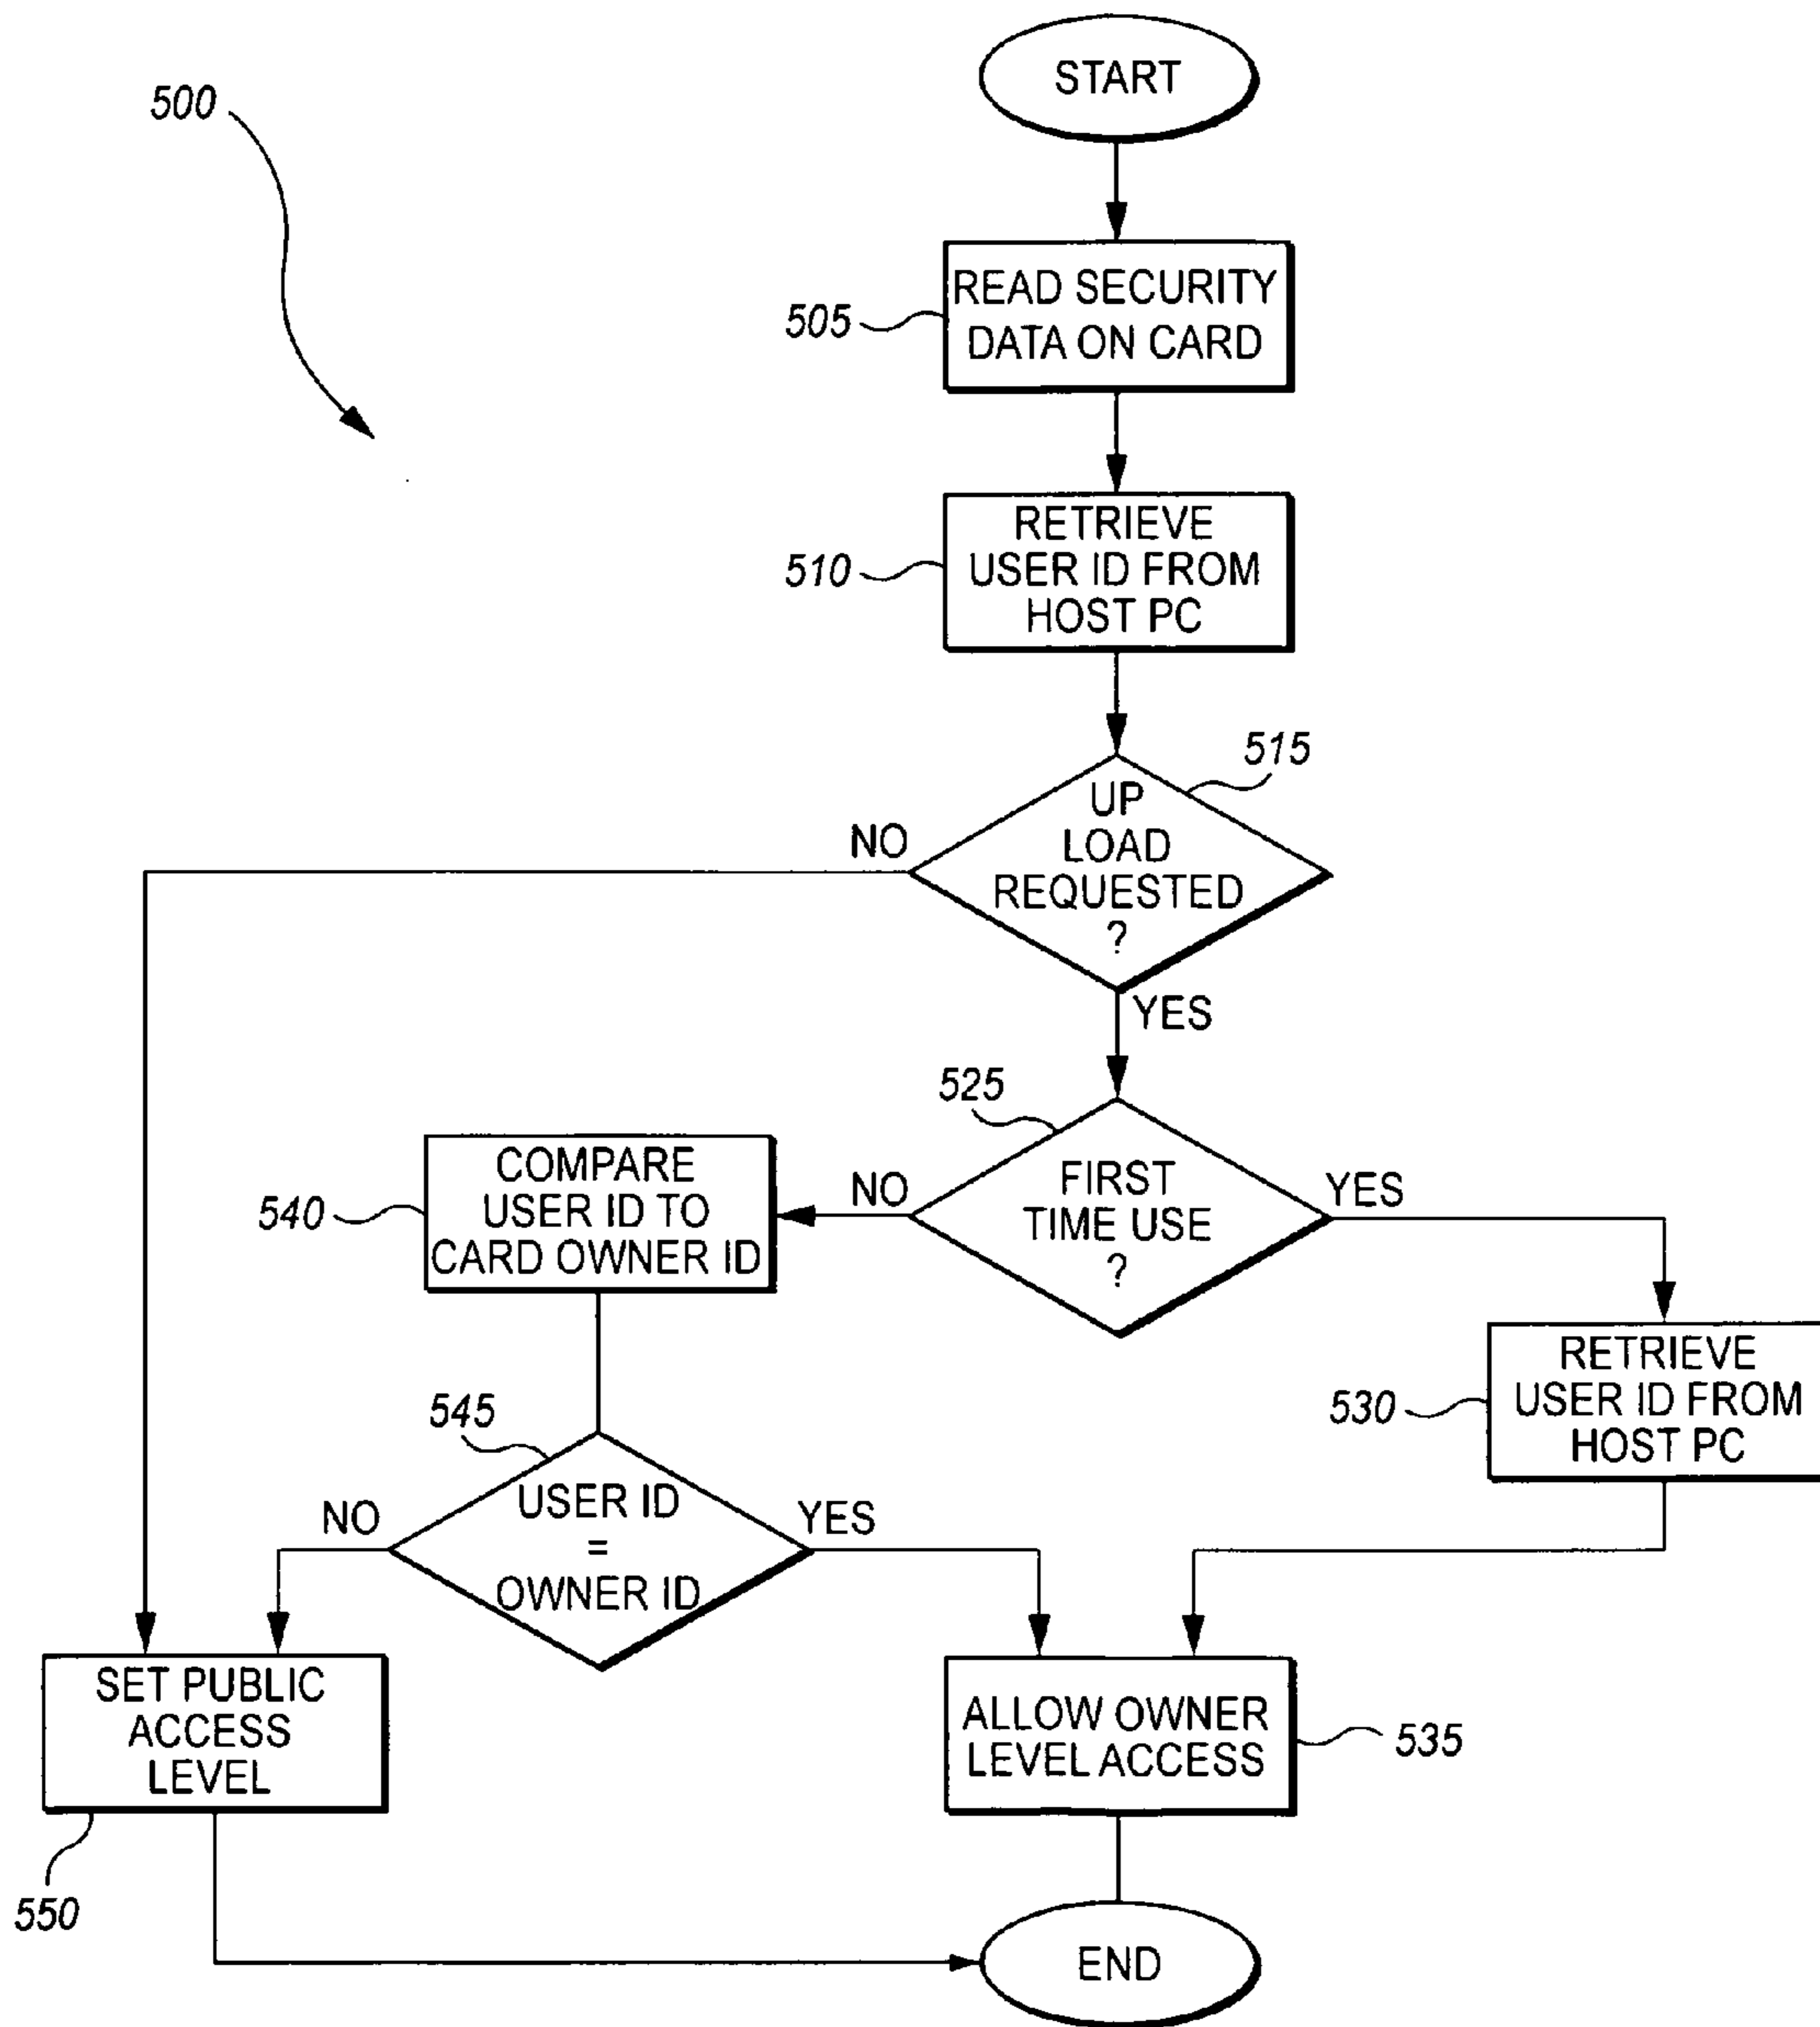 START
500
READ SECURITY
DATA ON CARD
505
RETRIEVE
USER ID FROM
HOST PC
510
515
UP
LOAD
REQUESTED
?
NO
YES
525
FIRST
TIME USE
?
NO
YES
COMPARE
USER ID TO
CARD OWNER ID
540
RETRIEVE
USER ID FROM
HOST PC
530
545
USER ID
=
OWNER ID
NO
YES
SET PUBLIC
ACCESS
LEVEL
550
ALLOW OWNER
LEVEL ACCESS
535
END